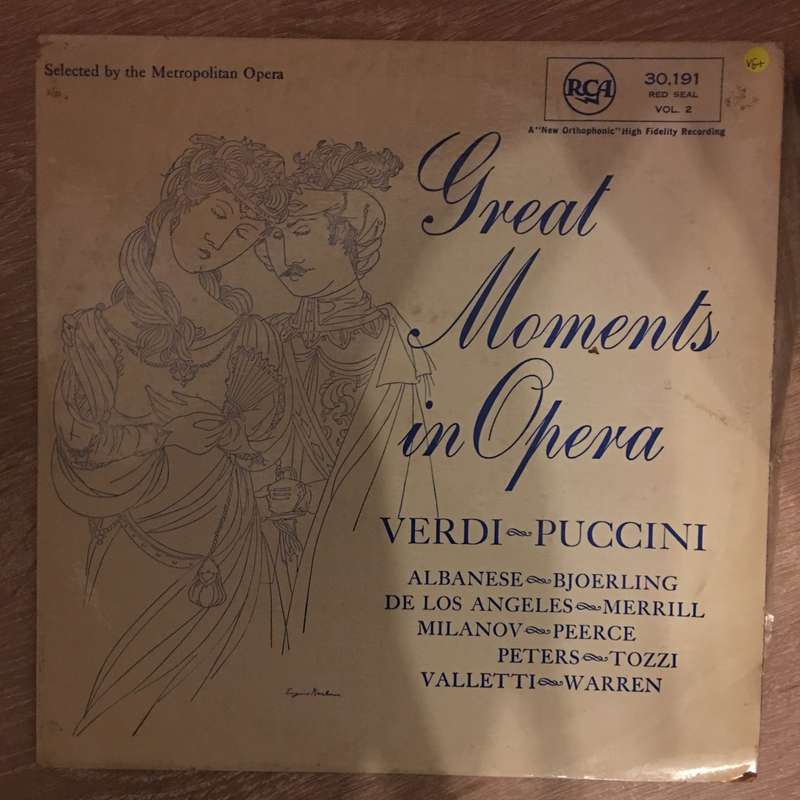 Selected by the Metropolitan Opera
RCA
30,191
RED SEAL
VOL. 2
VG+
A "New Orthophonic" High Fidelity Recording
Great
Moments
in Opera
VERDI~PUCCINI
ALBANESE~BJOERLING
DE LOS ANGELES~MERRILL
MILANOV~PEERCE
PETERS~TOZZI
VALLETTI~WARREN